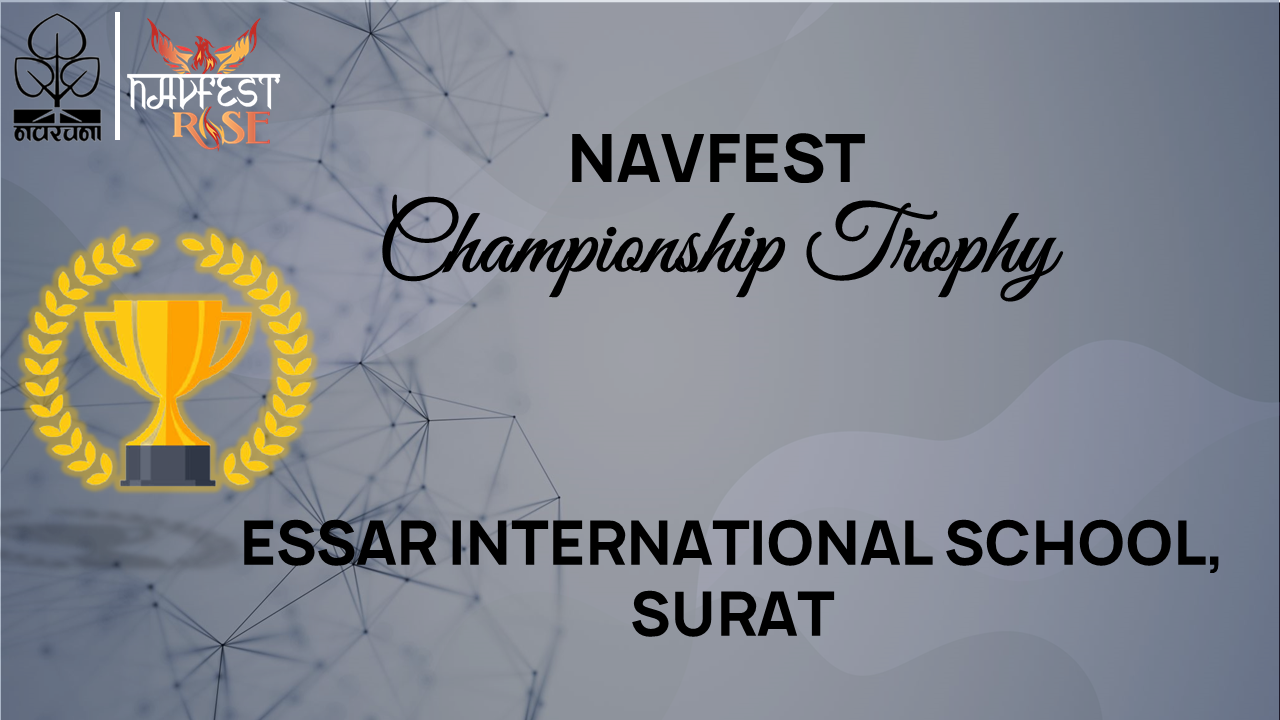 नवरचना
NAVFEST
RISE
NAVFEST
Championship Trophy
ESSAR INTERNATIONAL SCHOOL,
SURAT